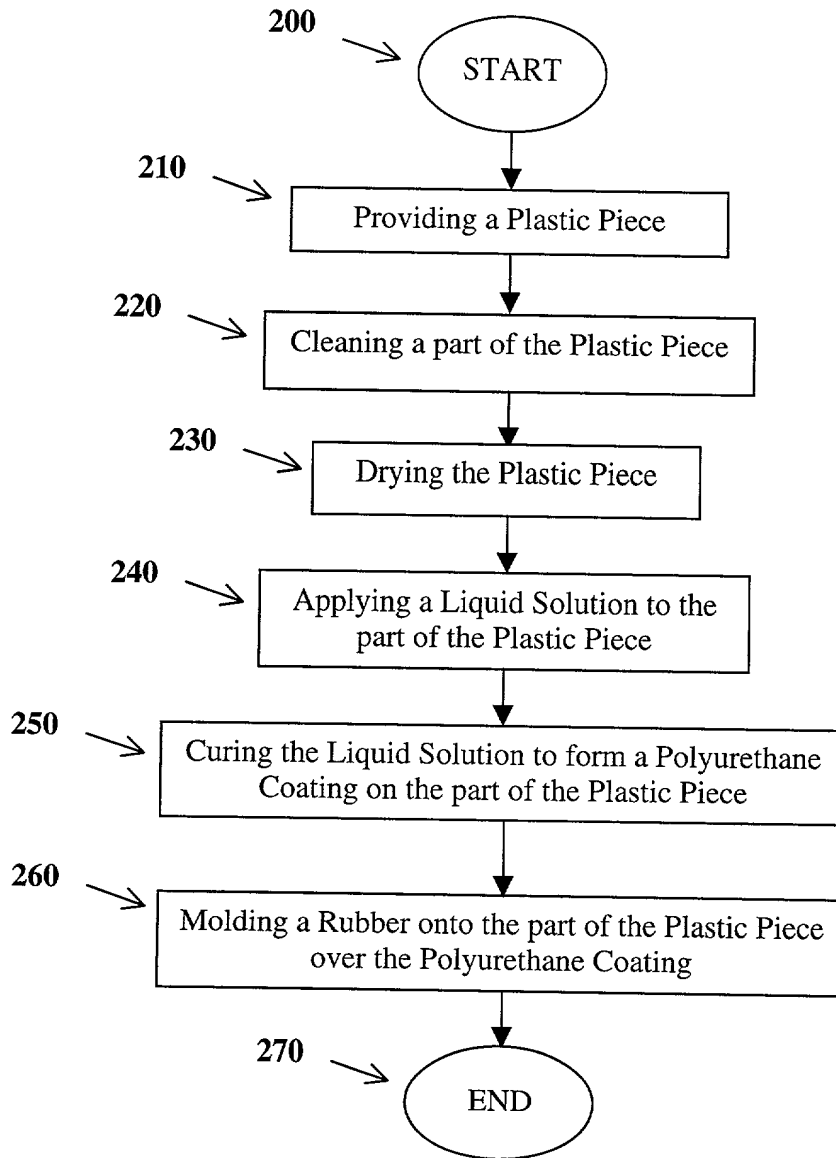 200
START
210
Providing a Plastic Piece
220
Cleaning a part of the Plastic Piece
230
Drying the Plastic Piece
240
Applying a Liquid Solution to the
part of the Plastic Piece
250
Curing the Liquid Solution to form a Polyurethane
Coating on the part of the Plastic Piece
260
Molding a Rubber onto the part of the Plastic Piece
over the Polyurethane Coating
270
END